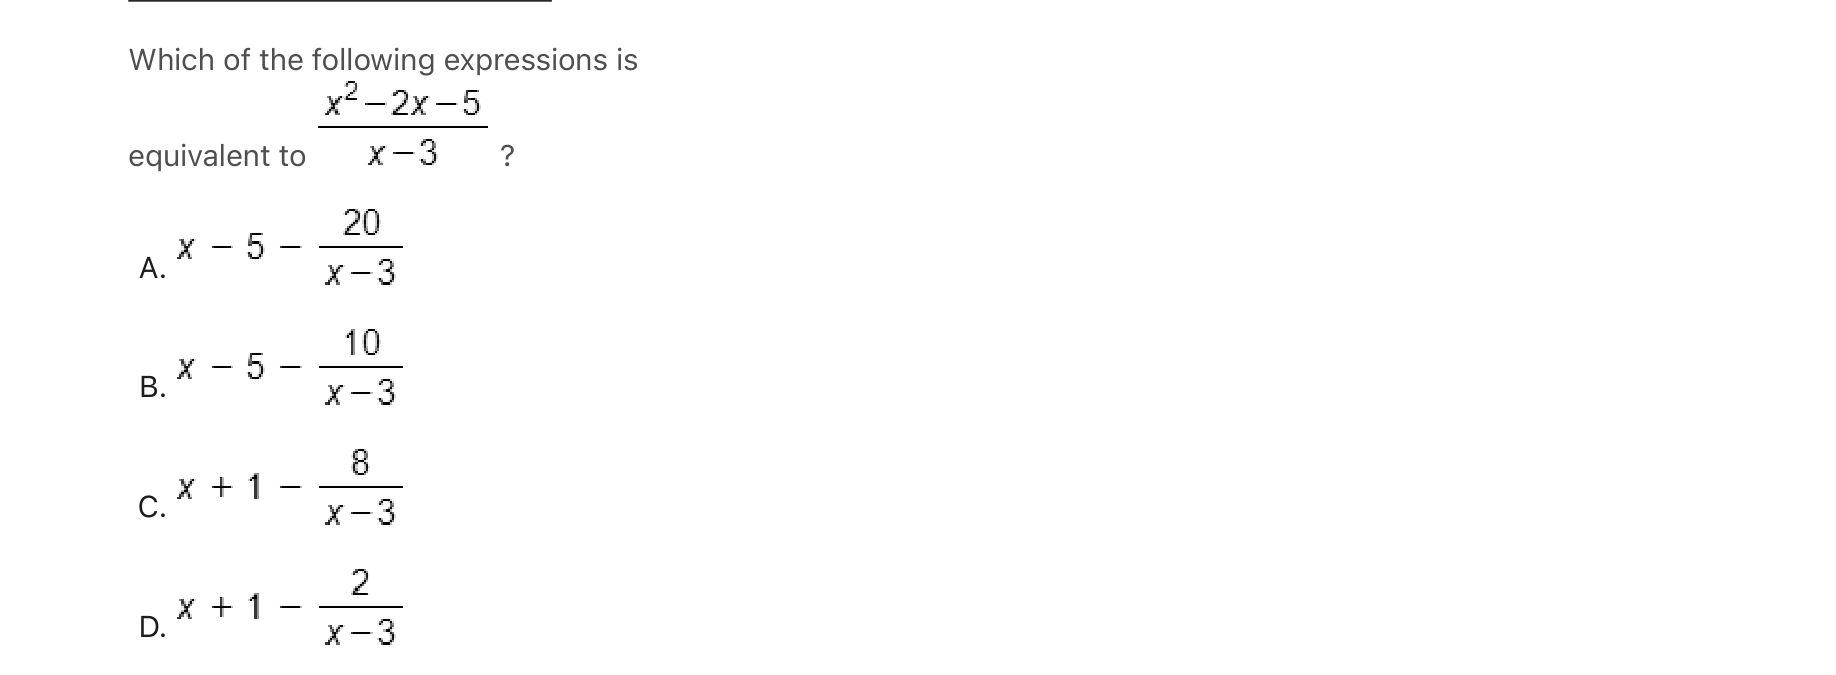 Which of the following expressions is
equivalent to \frac{x^2-2x-5}{x-3} ?
A. x - 5 - \frac{20}{x-3}
B. x - 5 - \frac{10}{x-3}
C. x + 1 - \frac{8}{x-3}
D. x + 1 - \frac{2}{x-3}